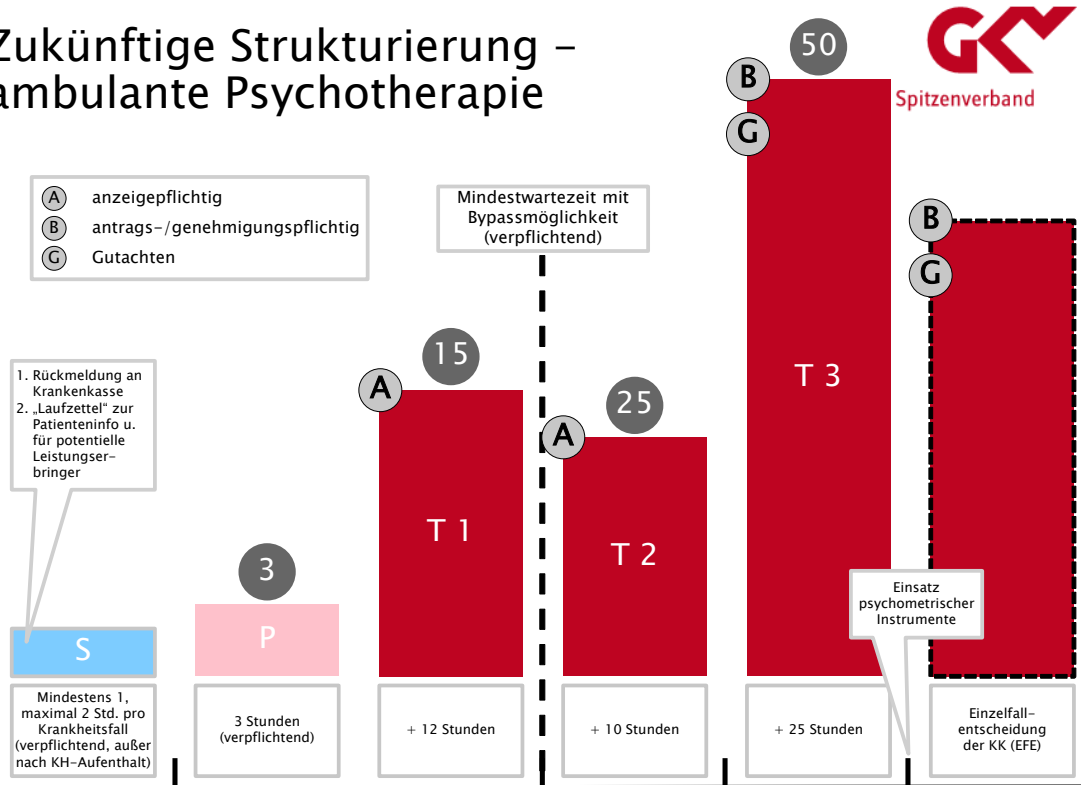 Zukünftige Strukturierung –
ambulante Psychotherapie
GKV
Spitzenverband
A anzeigepflichtig
B antrags-/genehmigungspflichtig
G Gutachten
Mindestwartezeit mit
Bypassmöglichkeit
(verpflichtend)
1. Rückmeldung an
Krankenkasse
2. „Laufzettel“ zur
Patienteninfo u.
für potentielle
Leistungser-
bringer
S
Mindestens 1,
maximal 2 Std. pro
Krankheitsfall
(verpflichtend, außer
nach KH-Aufenthalt)
3
P
3 Stunden
(verpflichtend)
15
A
T 1
+ 12 Stunden
25
A
T 2
+ 10 Stunden
50
B
G
T 3
+ 25 Stunden
Einsatz
psychometrischer
Instrumente
B
G
Einzelfall-
entscheidung
der KK (EFE)